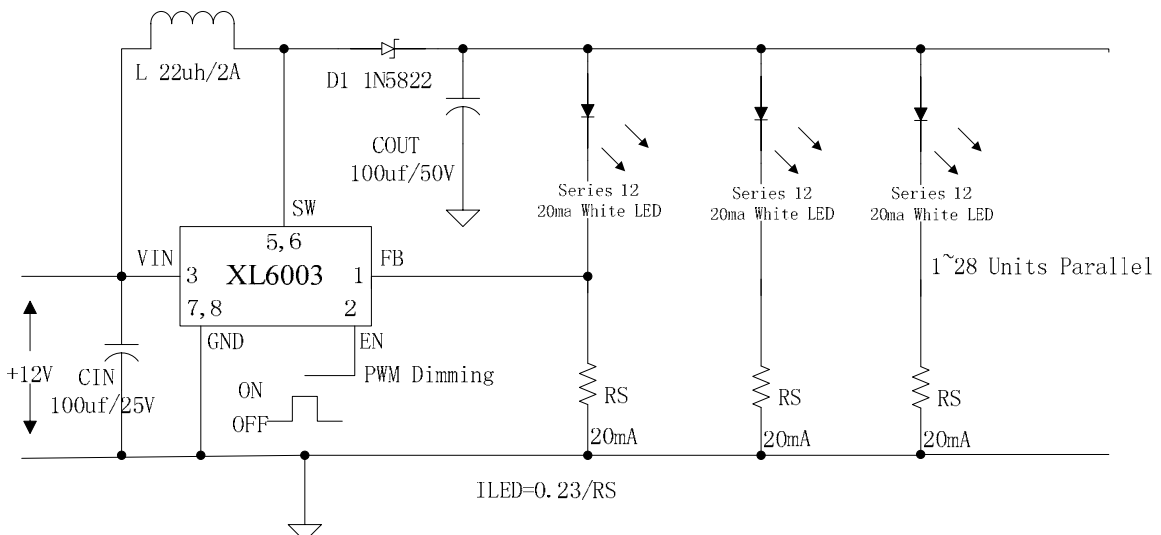 L 22uh/2A
D1 1N5822
COUT
100uf/50V
Series 12
20ma White LED
Series 12
20ma White LED
Series 12
20ma White LED
SW
5,6
VIN
3
XL6003
1
FB
7,8
2
GND
EN
1~28 Units Parallel
+12V
CIN
100uf/25V
PWM Dimming
ON
OFF
RS
RS
RS
20mA
20mA
20mA
ILED=0.23/RS